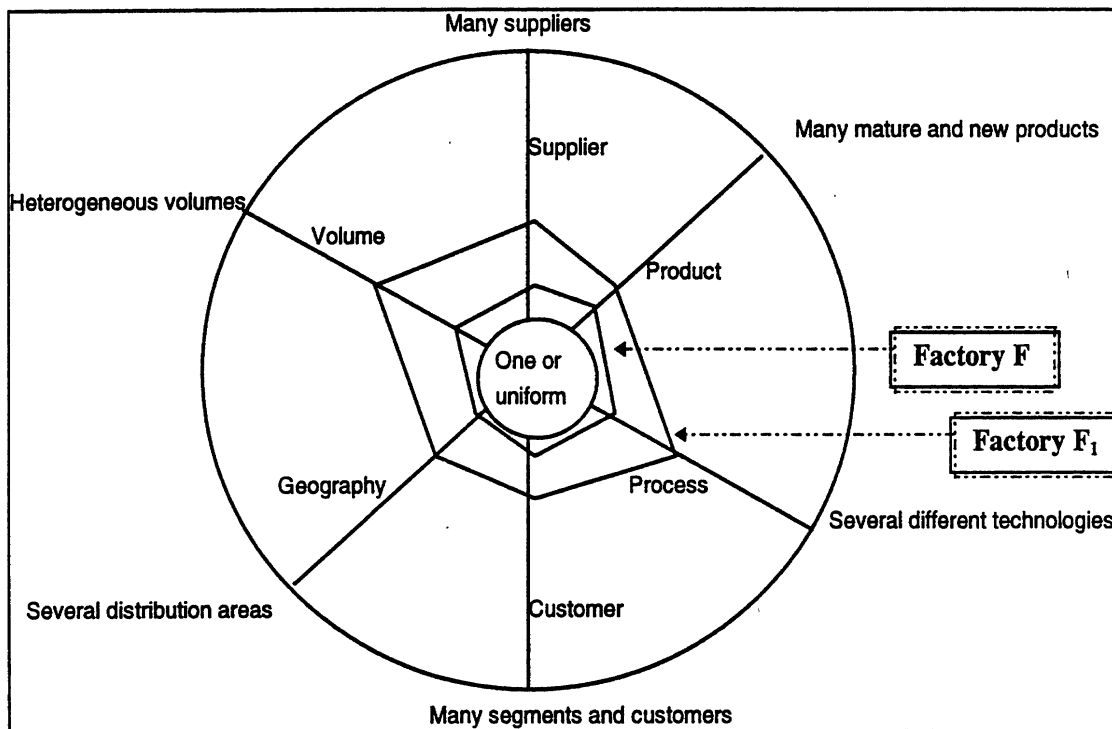 Many suppliers
Many mature and new products
Supplier
Heterogeneous volumes
Volume
Product
One or
uniform
Factory F
Factory F₁
Geography
Process
Several different technologies
Several distribution areas
Customer
Many segments and customers